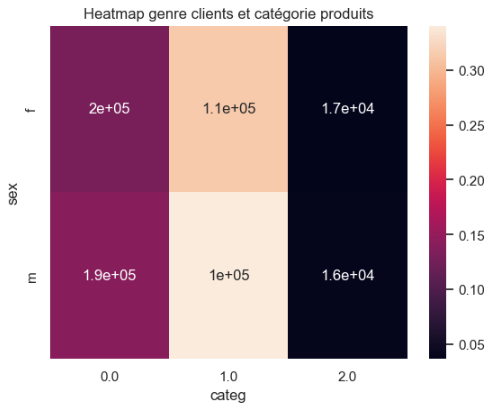 Heatmap genre clients et catégorie produits
sex
f
2e+05 1.1e+05 1.7e+04
m
1.9e+05 1e+05 1.6e+04
0.0 1.0 2.0
categ
0.30
0.25
0.20
0.15
0.10
0.05